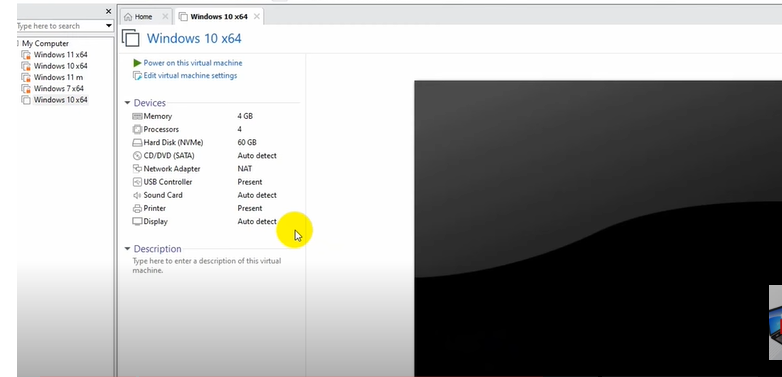 Home
Windows 10 x64
Type here to search
My Computer
Windows 11 x64
Windows 10 x64
Windows 11 m
Windows 7 x64
Windows 10 x64
Windows 10 x64
Power on this virtual machine
Edit virtual machine settings
Devices
Memory 4 GB
Processors 4
Hard Disk (NVMe) 60 GB
CD/DVD (SATA) Auto detect
Network Adapter NAT
USB Controller Present
Sound Card Auto detect
Printer Present
Display Auto detect
Description
Type here to enter a description of this virtual
machine.